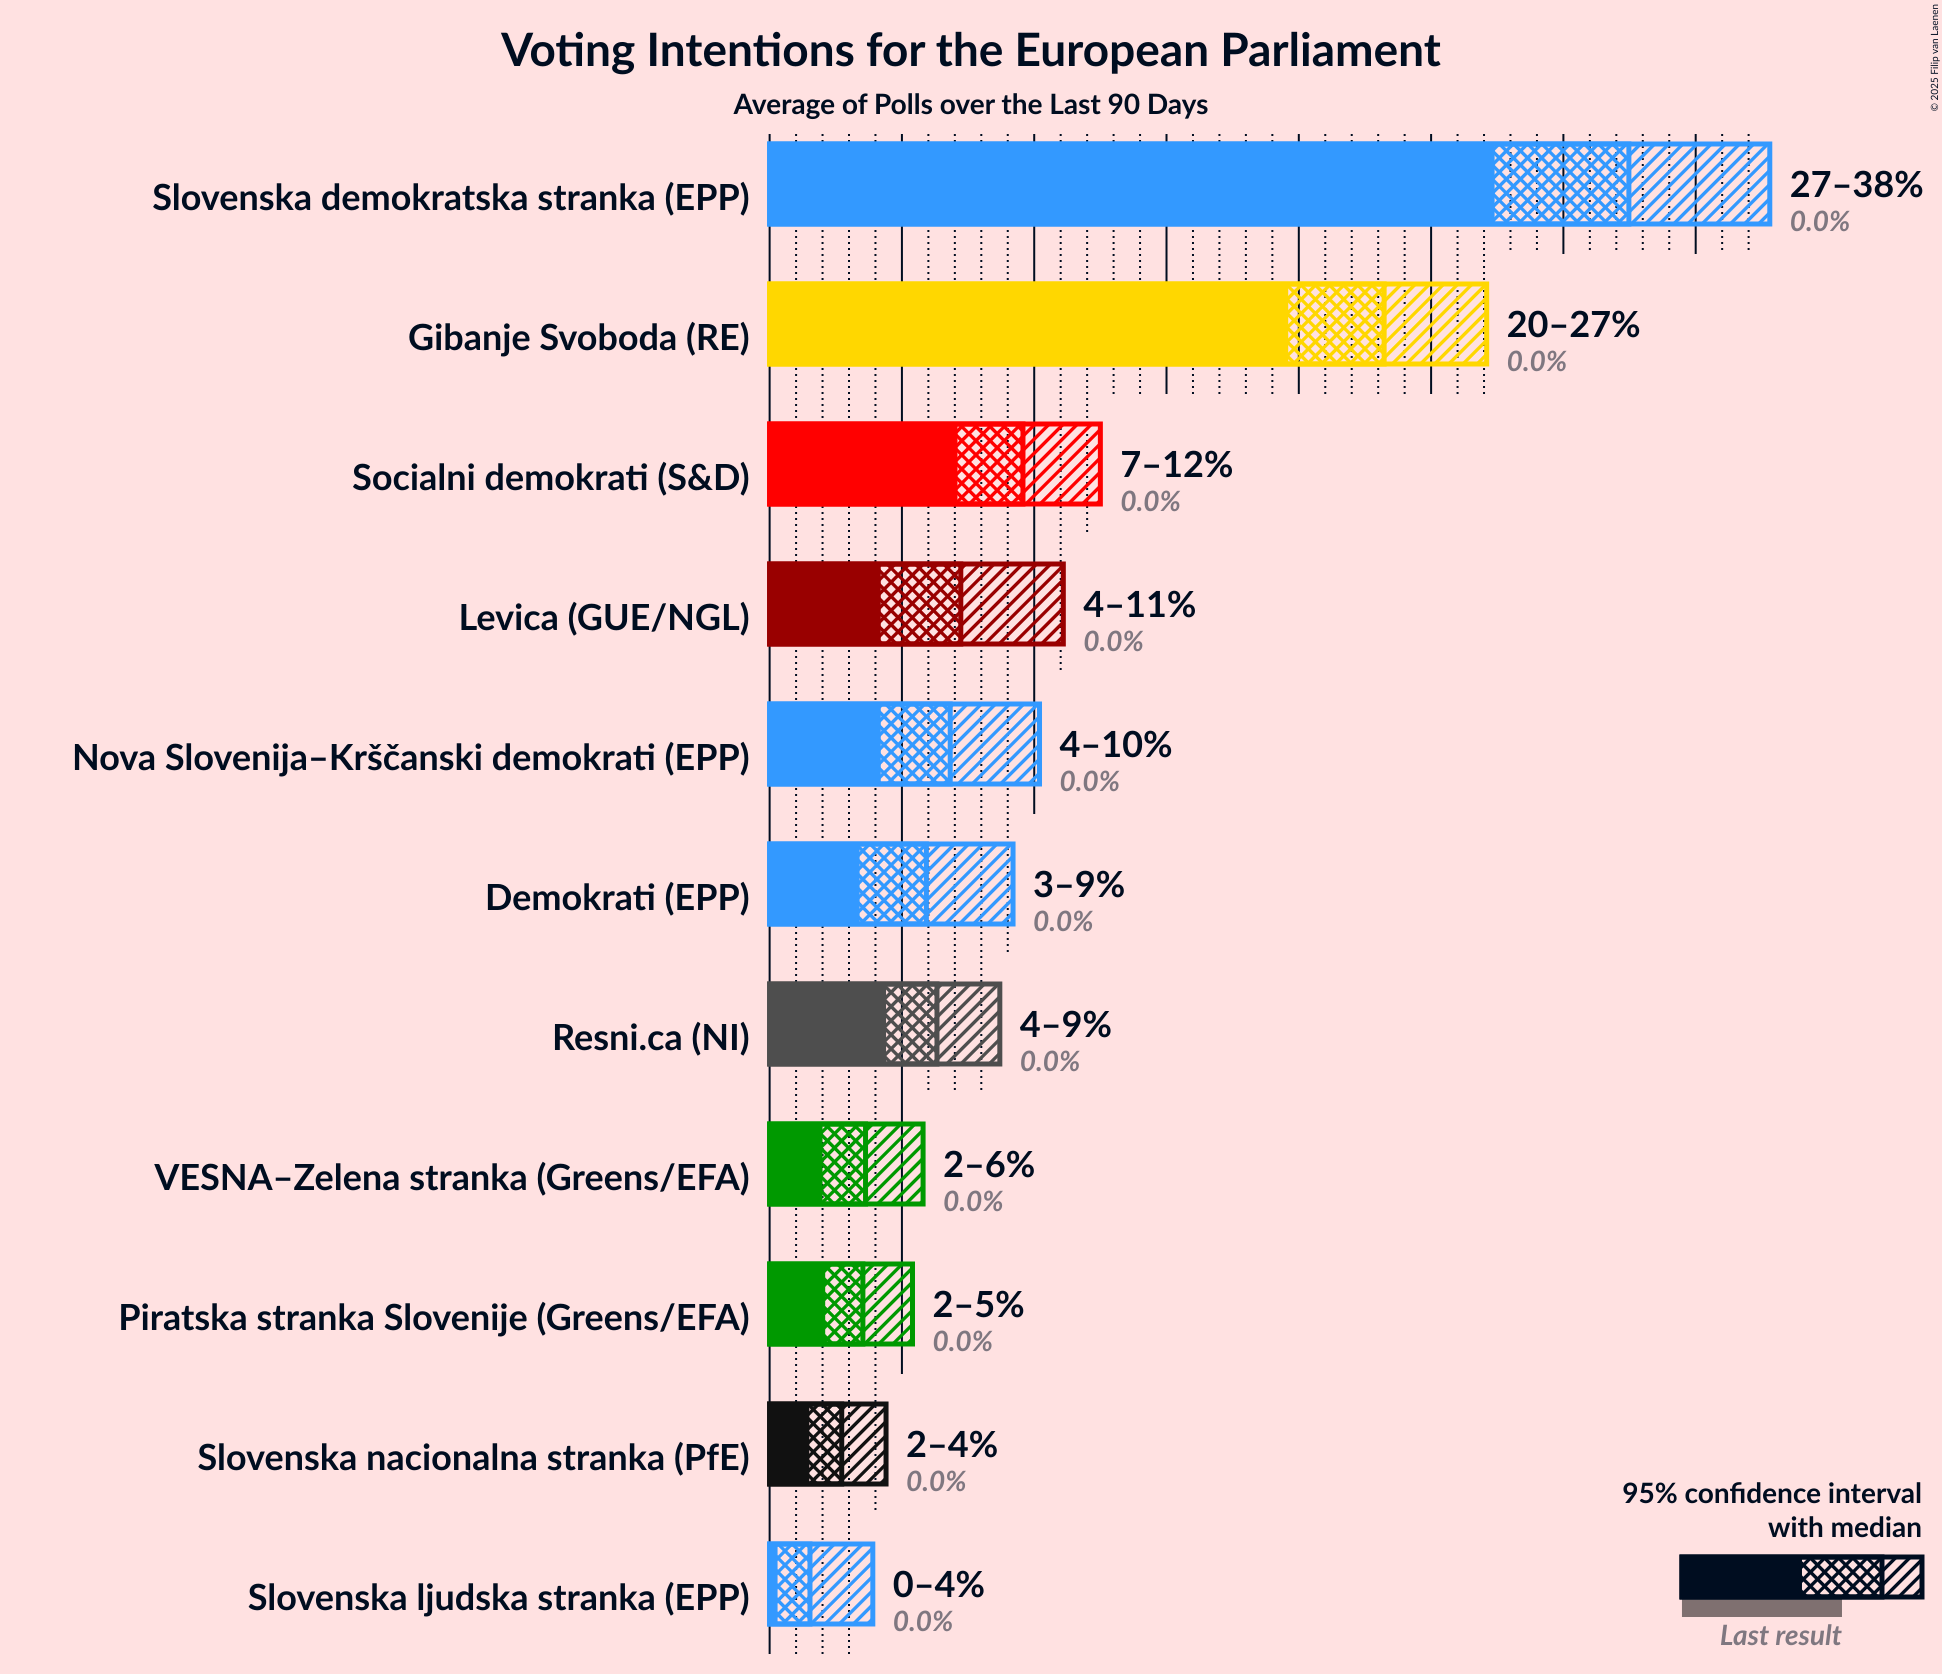 Voting Intentions for the European Parliament
Average of Polls over the Last 90 Days
© 2025 Filip van Laenen
Slovenska demokratska stranka (EPP)
27–38%
0.0%
Gibanje Svoboda (RE)
20–27%
0.0%
Socialni demokrati (S&D)
7–12%
0.0%
Levica (GUE/NGL)
4–11%
0.0%
Nova Slovenija–Krščanski demokrati (EPP)
4–10%
0.0%
Demokrati (EPP)
3–9%
0.0%
Resni.ca (NI)
4–9%
0.0%
VESNA–Zelena stranka (Greens/EFA)
2–6%
0.0%
Piratska stranka Slovenije (Greens/EFA)
2–5%
0.0%
Slovenska nacionalna stranka (PfE)
2–4%
0.0%
Slovenska ljudska stranka (EPP)
0–4%
0.0%
95% confidence interval
with median
Last result